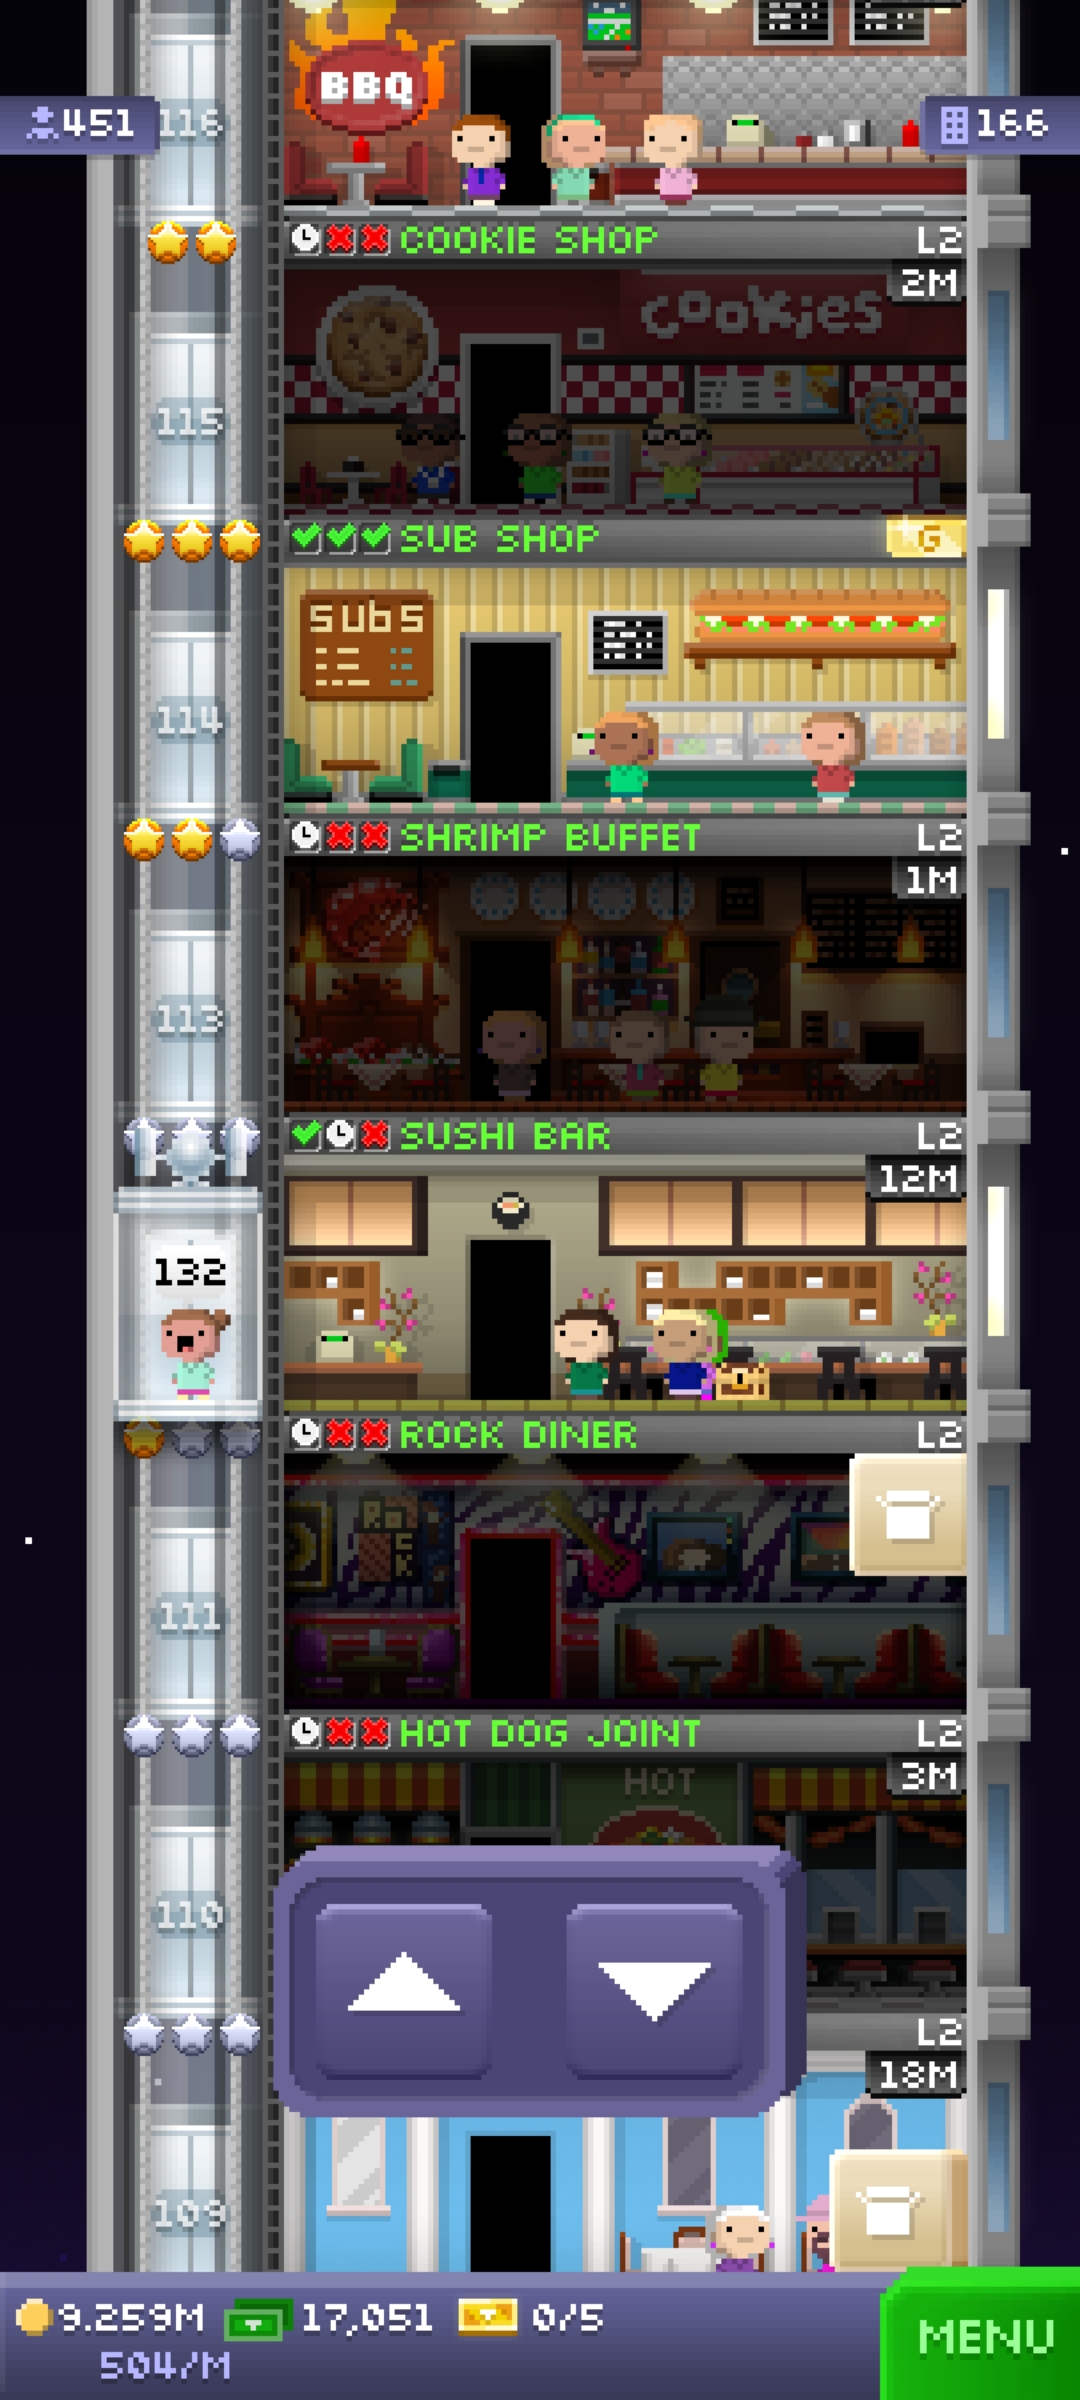 BBQ
451
116
166
COOKIE SHOP
L2
2M
cookies
115
SUB SHOP
G
subs
114
SHRIMP BUFFET
L2
1M
113
SUSHI BAR
L2
12M
132
ROCK DINER
L2
ROCK
111
HOT DOG JOINT
L2
3M
HOT
110
L2
18M
109
9.259M
17,051
0/5
504/M
MENU